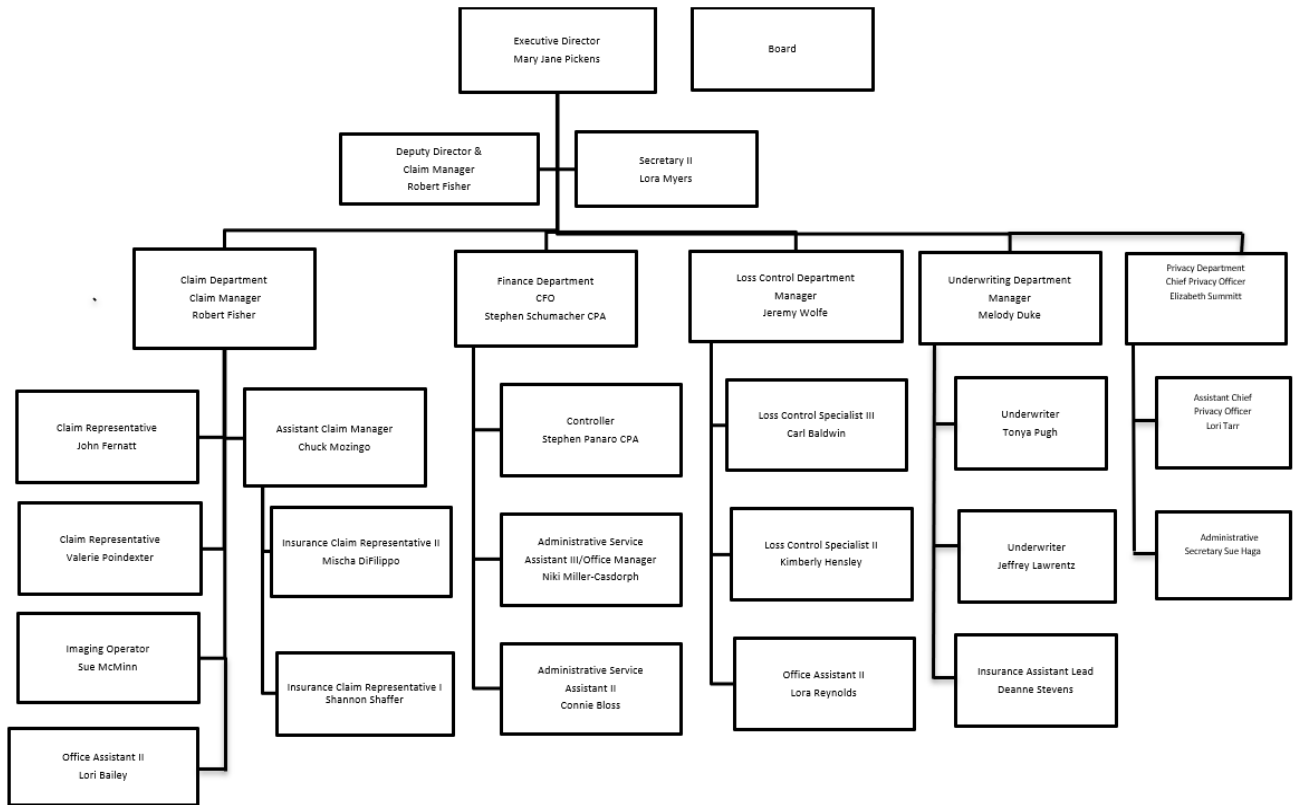 Executive Director
Mary Jane Pickens
Board
Deputy Director &
Claim Manager
Robert Fisher
Secretary II
Lora Myers
Claim Department
Claim Manager
Robert Fisher
Finance Department
CFO
Stephen Schumacher CPA
Loss Control Department
Manager
Jeremy Wolfe
Underwriting Department
Manager
Melody Duke
Privacy Department
Chief Privacy Officer
Elizabeth Summitt
Claim Representative
John Fernatt
Assistant Claim Manager
Chuck Mozingo
Controller
Stephen Panaro CPA
Loss Control Specialist III
Carl Baldwin
Underwriter
Tonya Pugh
Assistant Chief
Privacy Officer
Lori Tarr
Claim Representative
Valerie Poindexter
Insurance Claim Representative II
Mischa DiFilippo
Administrative Service
Assistant III/Office Manager
Niki Miller-Casdorph
Loss Control Specialist II
Kimberly Hensley
Underwriter
Jeffrey Lawrentz
Administrative
Secretary Sue Haga
Imaging Operator
Sue McMinn
Insurance Claim Representative I
Shannon Shaffer
Administrative Service
Assistant II
Connie Bloss
Office Assistant II
Lora Reynolds
Insurance Assistant Lead
Deanne Stevens
Office Assistant II
Lori Bailey